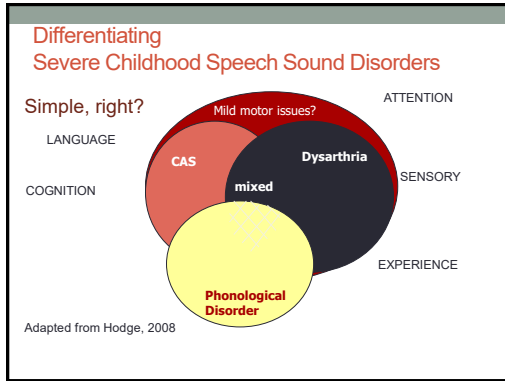 Differentiating
Severe Childhood Speech Sound Disorders
Simple, right?
ATTENTION
Mild motor issues?
LANGUAGE
CAS
Dysarthria
mixed
SENSORY
COGNITION
EXPERIENCE
Phonological
Disorder
Adapted from Hodge, 2008